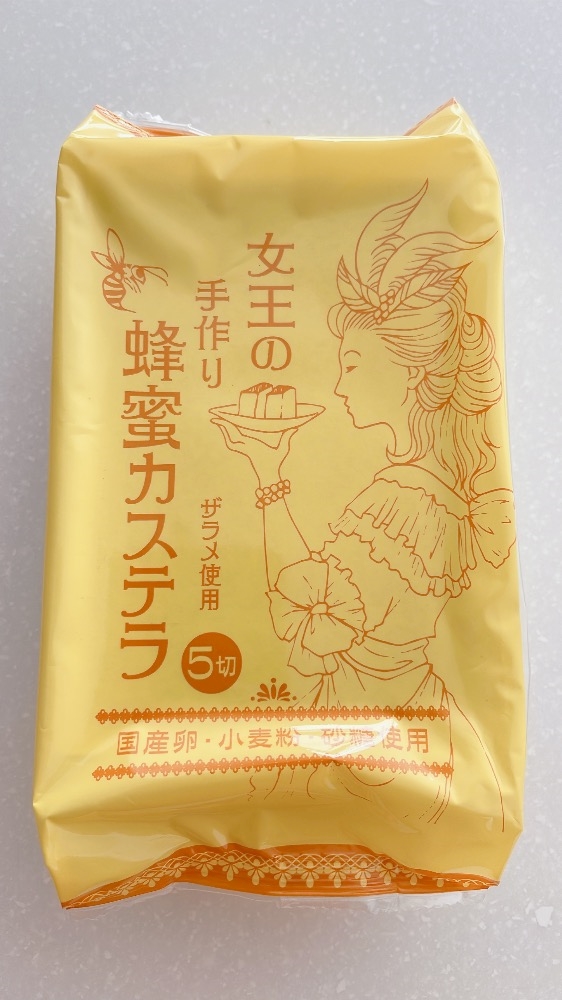 女王の
手作り
蜂蜜カステラ
ザラメ使用
5切
国産卵・小麦粉・砂糖使用